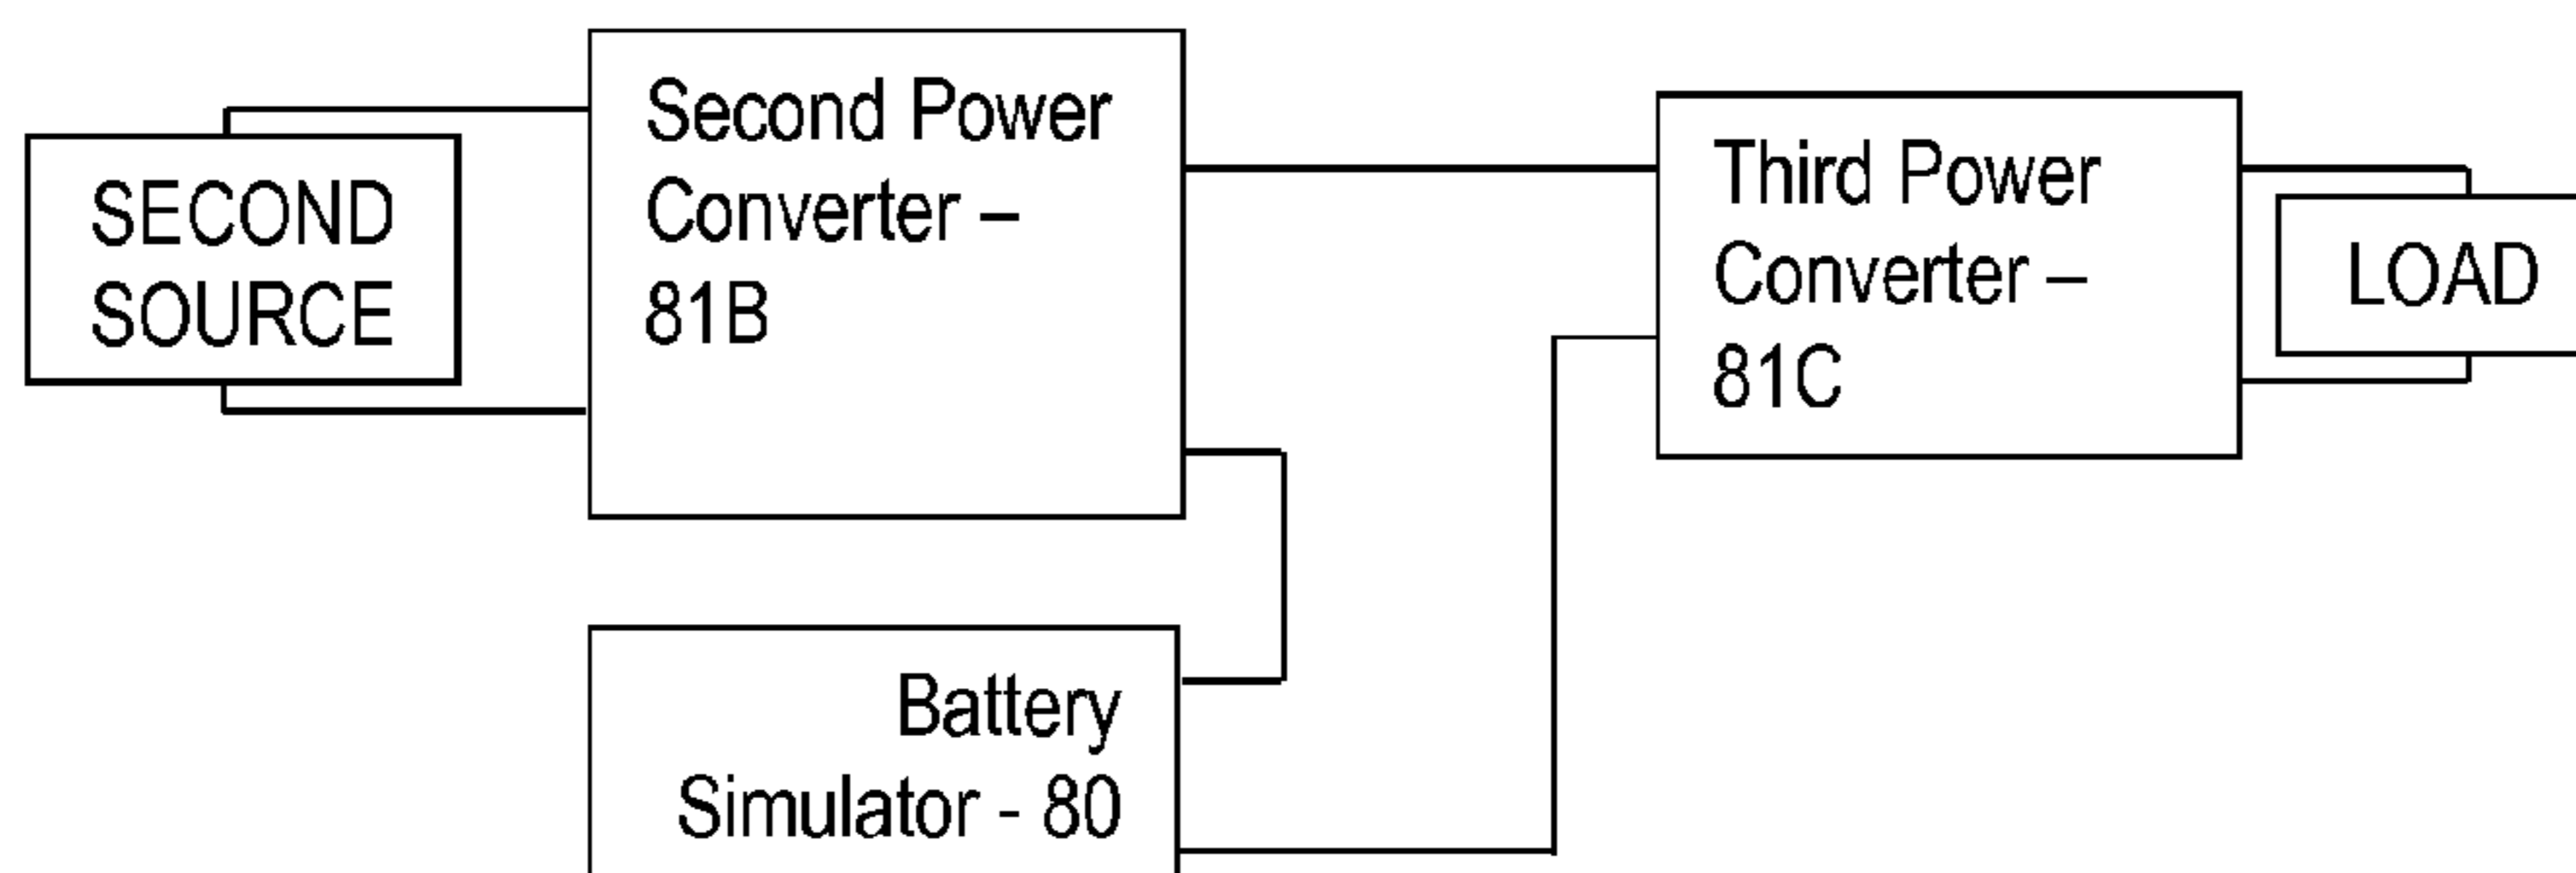 SECOND
SOURCE
Second Power
Converter –
81B
Third Power
Converter –
81C
LOAD
Battery
Simulator - 80